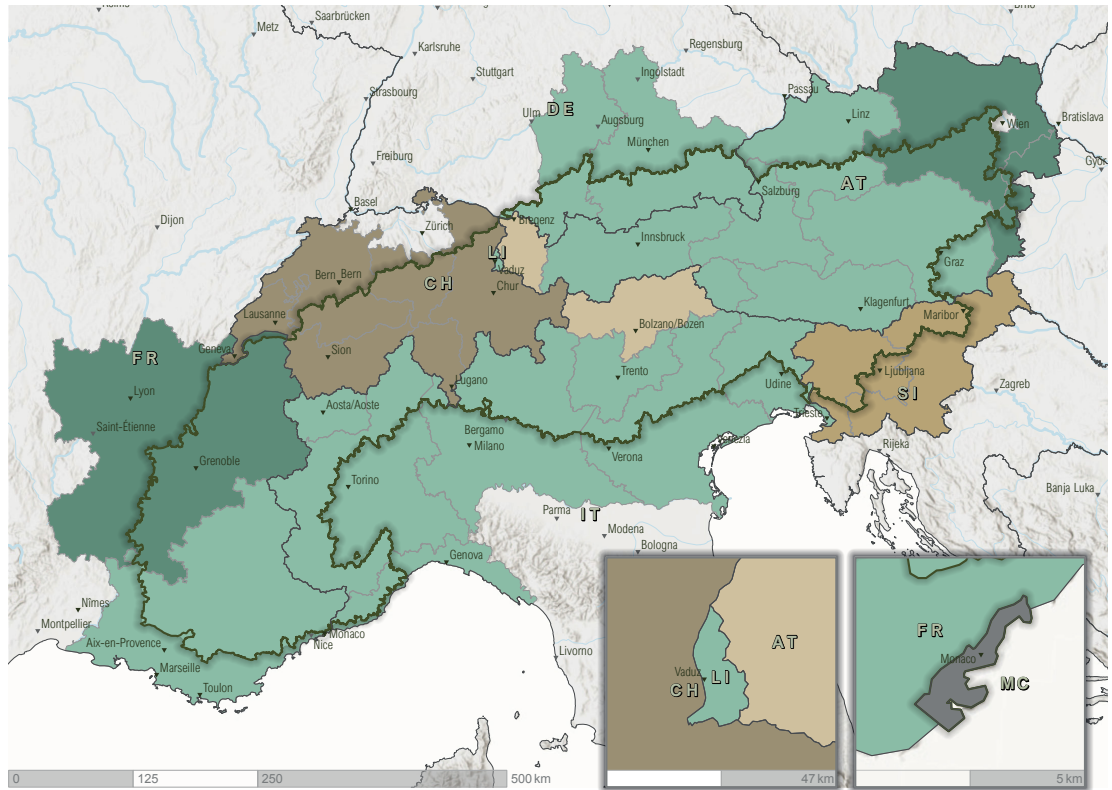 Saarbrücken
Metz
Karlsruhe
Regensburg
Stuttgart
Ingolstadt
Strasbourg
Passau
Ulm
DE
Augsburg
Linz
Wien
Bratislava
München
Freiburg
Győr
Salzburg
AT
Basel
Dijon
Zürich
Bregenz
Innsbruck
LI
Vaduz
Graz
Bern
Bern
CH
Chur
Klagenfurt
Maribor
Lausanne
Bolzano/Bozen
Geneva
Sion
FR
Ljubljana
Trento
Lugano
Udine
Zagreb
SI
Lyon
Aosta/Aoste
Trieste
Saint-Étienne
Bergamo
Milano
Venezia
Rijeka
Verona
Grenoble
Torino
Banja Luka
Parma
IT
Modena
Bologna
Genova
Nîmes
Montpellier
Monaco
Nice
Aix-en-Provence
Livorno
Marseille
Toulon
AT
Vaduz
LI
CH
FR
Monaco
MC
0
125
250
500 km
47 km
5 km